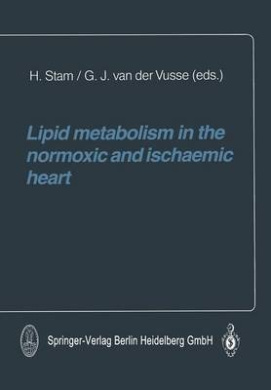 H. Stam / G. J. van der Vusse (eds.)
Lipid metabolism in the
normoxic and ischaemic
heart
Springer-Verlag Berlin Heidelberg GmbH